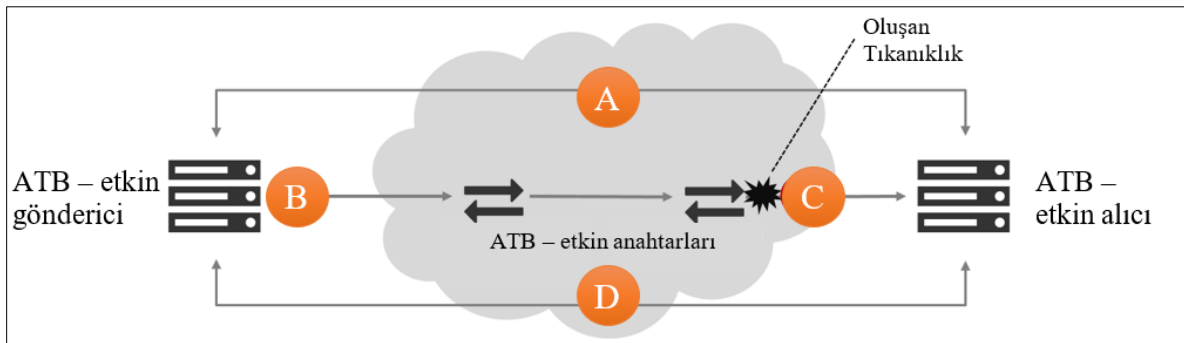 Oluşan
Tıkanıklık
A
ATB – etkin
gönderici
B
C
ATB –
etkin alıcı
ATB – etkin anahtarları
D